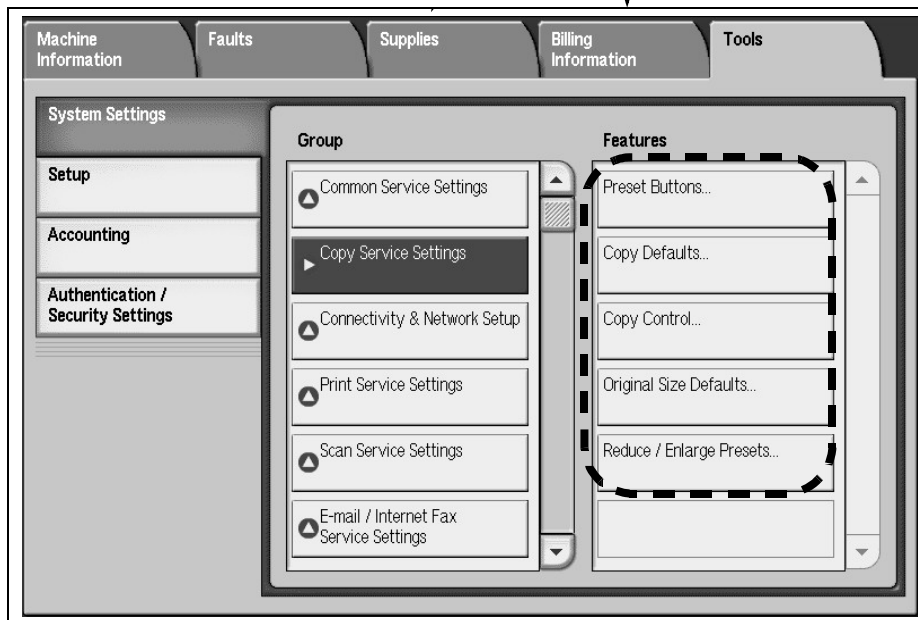 Machine
Information
Faults
Supplies
Billing
Information
Tools
System Settings
Setup
Accounting
Authentication /
Security Settings
Group
Common Service Settings
Copy Service Settings
Connectivity & Network Setup
Print Service Settings
Scan Service Settings
E-mail / Internet Fax
Service Settings
Features
Preset Buttons...
Copy Defaults...
Copy Control...
Original Size Defaults...
Reduce / Enlarge Presets...